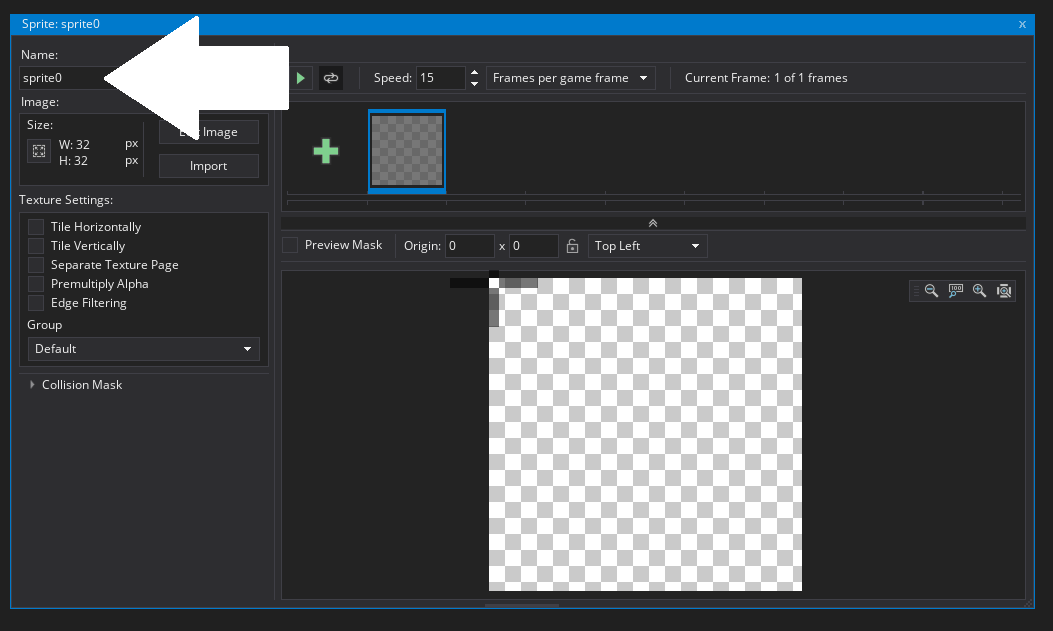 Sprite: sprite0
x
Name:
sprite0
Speed: 15 Frames per game frame Current Frame: 1 of 1 frames
Image:
Size:
W: 32 px
H: 32 px
Image
Import
Texture Settings:
Tile Horizontally
Tile Vertically
Separate Texture Page
Premultiply Alpha
Edge Filtering
Group
Default
Collision Mask
Preview Mask Origin: 0 x 0 Top Left
100